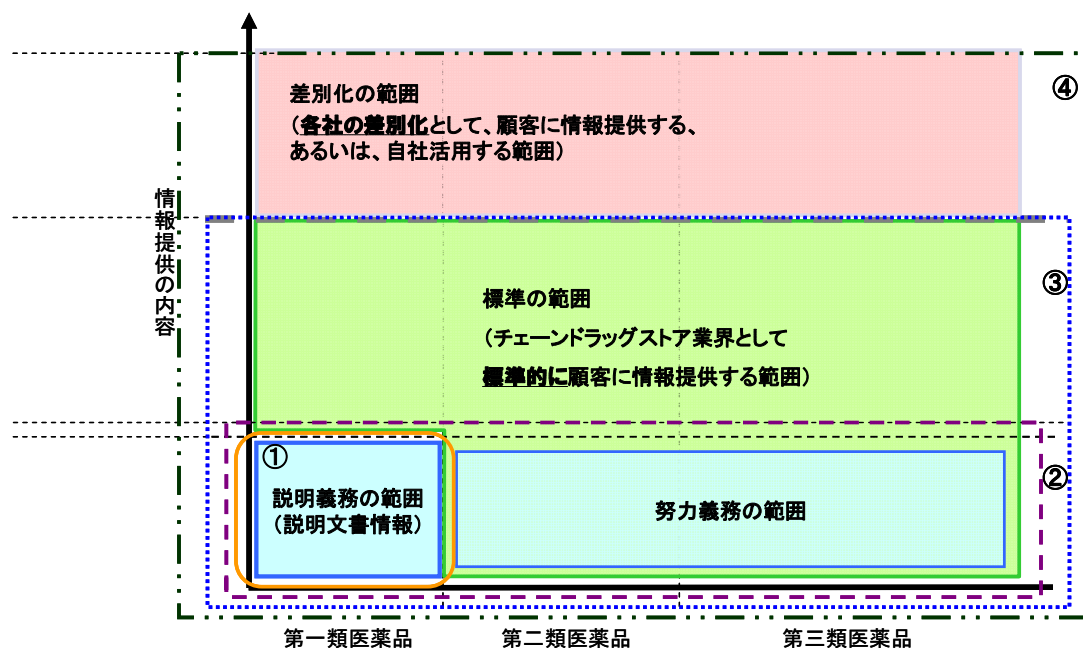 差別化の範囲
（各社の差別化として、顧客に情報提供する、
あるいは、自社活用する範囲）
④
情報提供の内容
標準の範囲
（チェーンドラッグストア業界として
標準的に顧客に情報提供する範囲）
③
①
説明義務の範囲
（説明文書情報）
努力義務の範囲
②
第一類医薬品
第二類医薬品
第三類医薬品